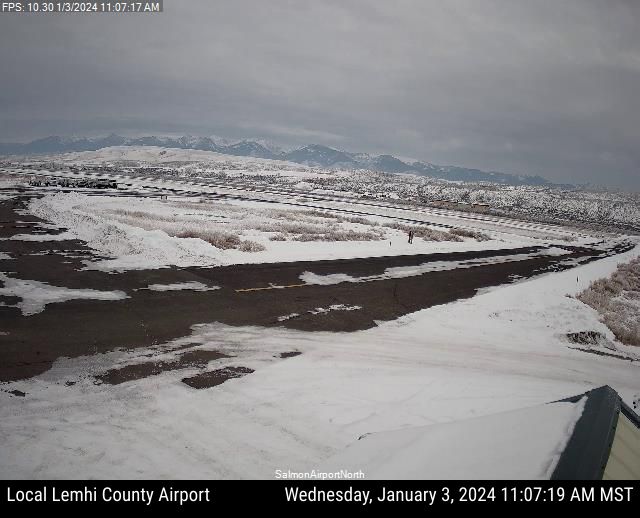 FPS: 10.30 1/3/2024 11:07:17 AM
SalmonAirportNorth
Local Lemhi County Airport
Wednesday, January 3, 2024 11:07:19 AM MST